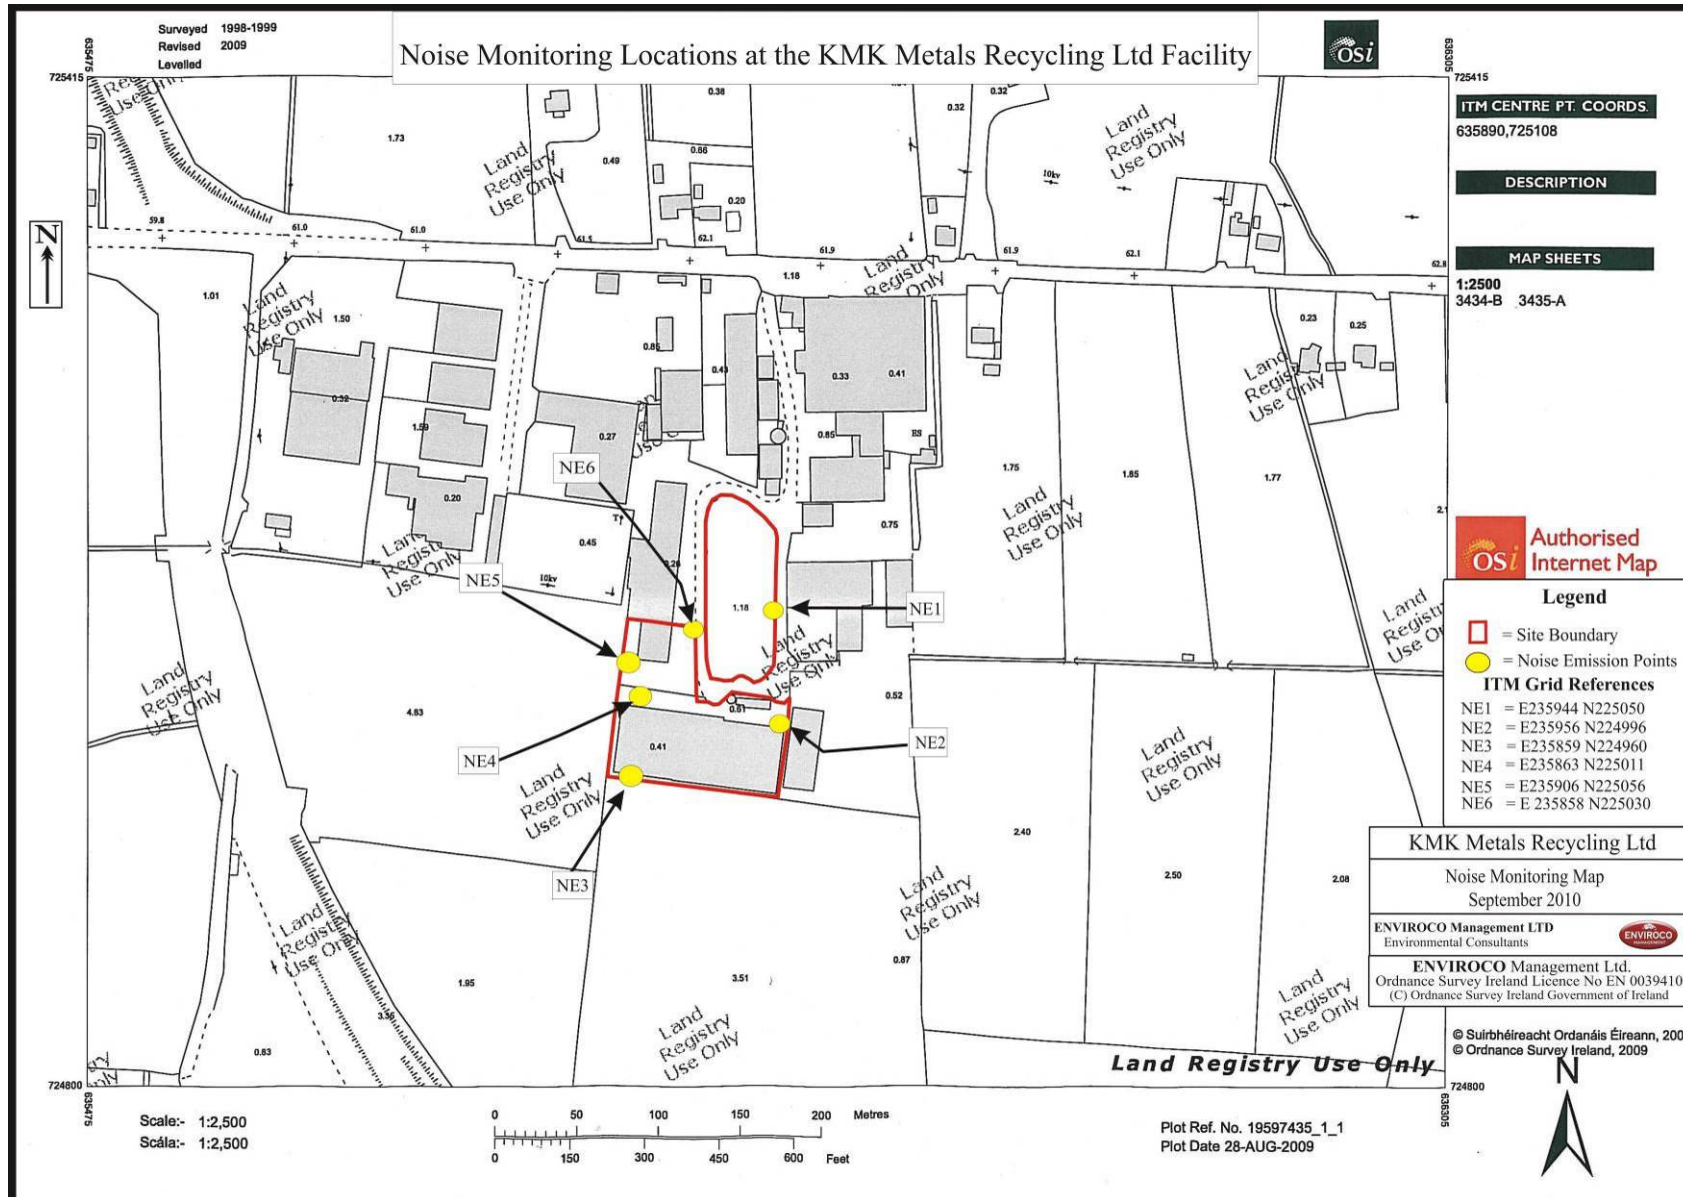 Surveyed 1998-1999
Revised 2009
Levelled
Noise Monitoring Locations at the KMK Metals Recycling Ltd Facility
osi
635475
636305
725415
725415
ITM CENTRE PT. COORDS.
635890,725108
DESCRIPTION
MAP SHEETS
1:2500
3434-B 3435-A
N
Land
Registry
Use Only
1.73
0.49
0.38
0.66
0.20
0.32
0.32
10kv
59.8
61.0
61.0
61.5
62.1
61.9
61.9
62.1
62.8
1.18
1.01
1.50
0.32
1.59
0.20
0.27
0.45
10kv
0.33
0.41
0.85
ES
0.75
1.75
1.85
1.77
0.23
0.25
1.18
0.52
0.61
0.41
4.83
2.40
2.50
2.08
0.87
3.51
1.95
0.83
NE6
NE5
NE1
NE4
NE2
NE3
osi Authorised
Internet Map
Legend
= Site Boundary
= Noise Emission Points
ITM Grid References
NE1 = E235944 N225050
NE2 = E235956 N224996
NE3 = E235859 N224960
NE4 = E235863 N225011
NE5 = E235906 N225056
NE6 = E 235858 N225030
KMK Metals Recycling Ltd
Noise Monitoring Map
September 2010
ENVIROCO Management LTD
Environmental Consultants
ENVIROCO
MANAGEMENT
ENVIROCO Management Ltd.
Ordnance Survey Ireland Licence No EN 0039410
(C) Ordnance Survey Ireland Government of Ireland
© Suirbhéireacht Ordanáis Éireann, 200
© Ordnance Survey Ireland, 2009
Land Registry Use Only
724800
724800
635475
636305
N
Scale:- 1:2,500
Scála:- 1:2,500
0 50 100 150 200 Metres
0 150 300 450 600 Feet
Plot Ref. No. 19597435_1_1
Plot Date 28-AUG-2009